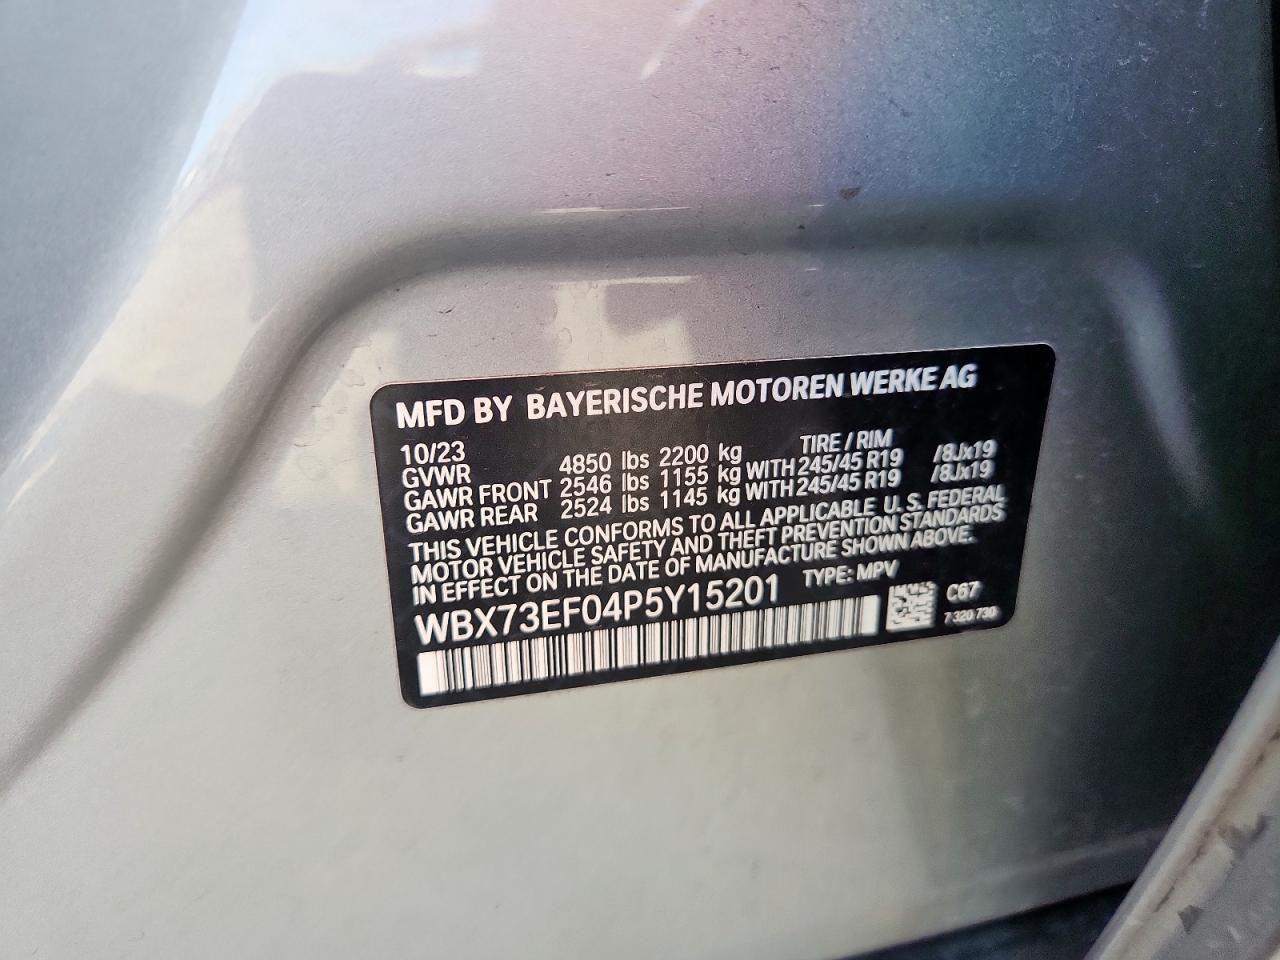 MFD BY BAYERISCHE MOTOREN WERKE AG
10/23 TIRE / RIM
GVWR 4850 lbs 2200 kg
GAWR FRONT 2546 lbs 1155 kg WITH 245/45 R19 /8Jx19
GAWR REAR 2524 lbs 1145 kg WITH 245/45 R19 /8Jx19
THIS VEHICLE CONFORMS TO ALL APPLICABLE U. S. FEDERAL
MOTOR VEHICLE SAFETY AND THEFT PREVENTION STANDARDS
IN EFFECT ON THE DATE OF MANUFACTURE SHOWN ABOVE.
WBX73EF04P5Y15201 TYPE: MPV
C67
7 320 730